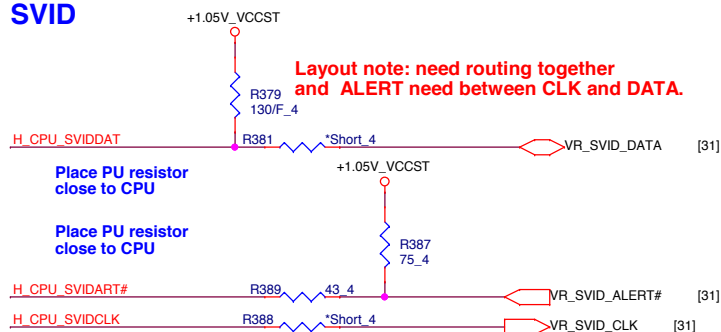 SVID
+1.05V_VCCST
Layout note: need routing together
and ALERT need between CLK and DATA.
R379
130/F_4
H_CPU_SVIDDAT R381 *Short_4 VR_SVID_DATA [31]
Place PU resistor
close to CPU
+1.05V_VCCST
Place PU resistor
close to CPU
R387
75_4
H_CPU_SVIDART# R389 43_4 VR_SVID_ALERT# [31]
H_CPU_SVIDCLK R388 *Short_4 VR_SVID_CLK [31]